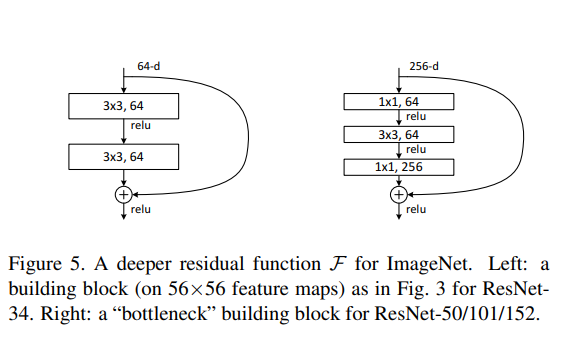 64-d
3x3, 64
relu
3x3, 64
+
relu
256-d
1x1, 64
relu
3x3, 64
relu
1x1, 256
+
relu
Figure 5. A deeper residual function F for ImageNet. Left: a
building block (on 56×56 feature maps) as in Fig. 3 for ResNet-
34. Right: a “bottleneck” building block for ResNet-50/101/152.